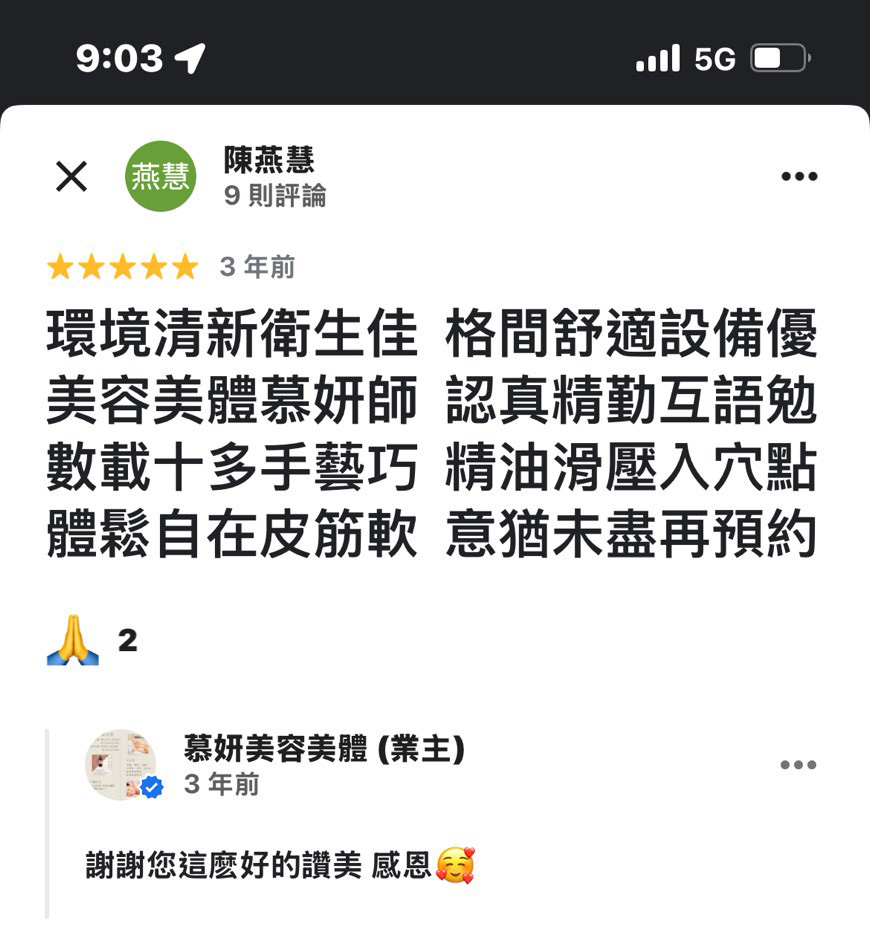 9:03
5G
燕慧
陳燕慧
9 則評論
3 年前
環境清新衛生佳 格間舒適設備優
美容美體慕妍師 認真精勤互語勉
數載十多手藝巧 精油滑壓入穴點
體鬆自在皮筋軟 意猶未盡再預約
🙏 2
慕妍美容美體 (業主)
3 年前
謝謝您這麼好的讚美 感恩🥰